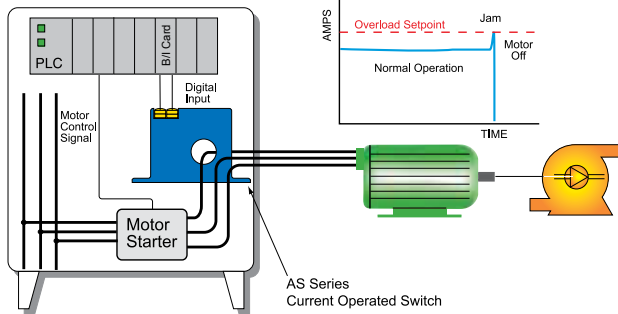 PLC
B/I Card
Digital
Input
Motor
Control
Signal
Motor
Starter
AS Series
Current Operated Switch
AMPS
Overload Setpoint
Jam
Motor
Off
Normal Operation
TIME